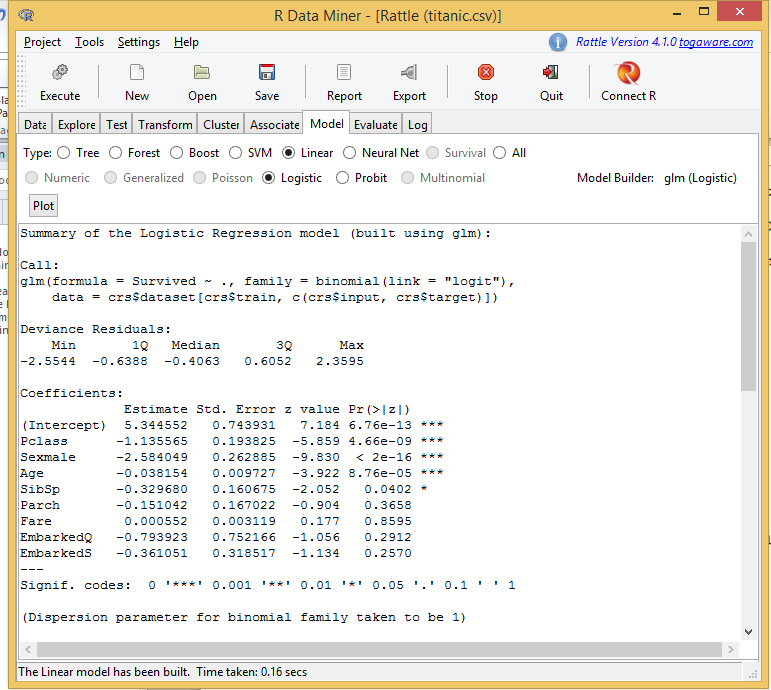 R Data Miner - [Rattle (titanic.csv)]
Project Tools Settings Help Rattle Version 4.1.0 togaware.com
Execute New Open Save Report Export Stop Quit Connect R
Data Explore Test Transform Cluster Associate Model Evaluate Log
Type: Tree Forest Boost SVM Linear Neural Net Survival All
Numeric Generalized Poisson Logistic Probit Multinomial Model Builder: glm (Logistic)
Plot
Summary of the Logistic Regression model (built using glm):
Call:
glm(formula = Survived ~ ., family = binomial(link = "logit"),
data = crs$dataset[crs$train, c(crs$input, crs$target)])
Deviance Residuals:
Min 1Q Median 3Q Max
-2.5544 -0.6388 -0.4063 0.6052 2.3595
Coefficients:
Estimate Std. Error z value Pr(>|z|)
(Intercept) 5.344552 0.743931 7.184 6.76e-13 ***
Pclass -1.135565 0.193825 -5.859 4.66e-09 ***
Sexmale -2.584049 0.262885 -9.830 < 2e-16 ***
Age -0.038154 0.009727 -3.922 8.76e-05 ***
SibSp -0.329680 0.160675 -2.052 0.0402 *
Parch -0.151042 0.167022 -0.904 0.3658
Fare 0.000552 0.003119 0.177 0.8595
EmbarkedQ -0.793923 0.752166 -1.056 0.2912
EmbarkedS -0.361051 0.318517 -1.134 0.2570
---
Signif. codes: 0 '***' 0.001 '**' 0.01 '*' 0.05 '.' 0.1 ' ' 1
(Dispersion parameter for binomial family taken to be 1)
The Linear model has been built. Time taken: 0.16 secs